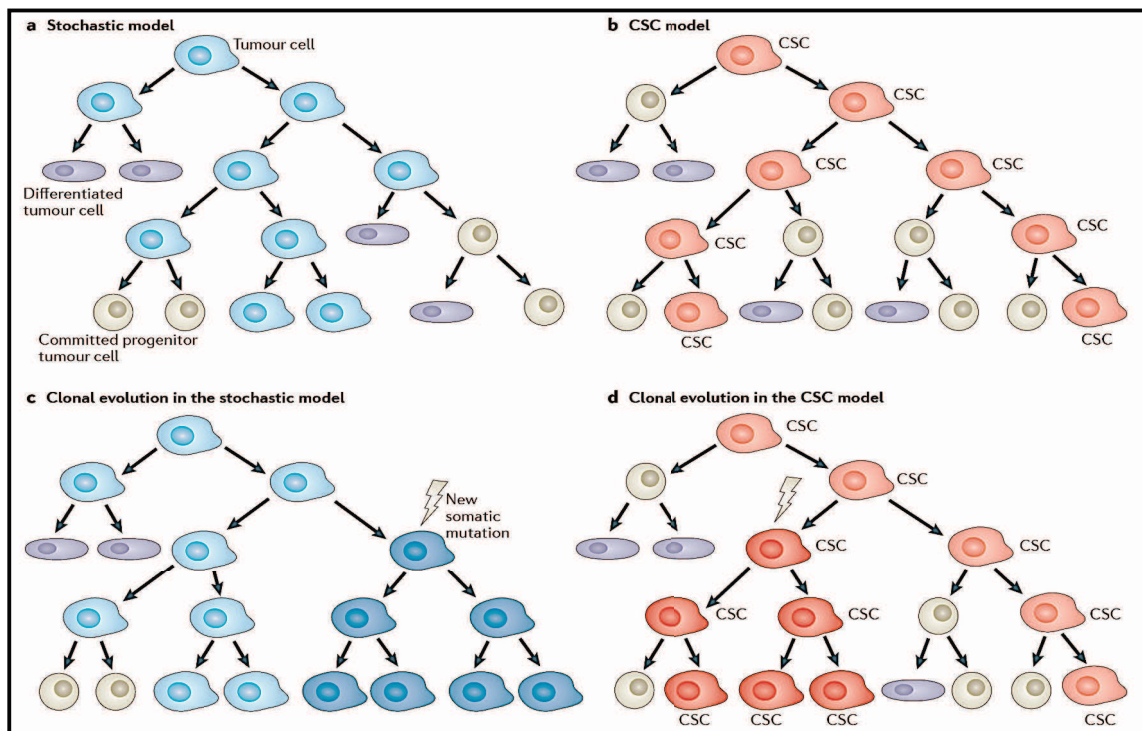 a Stochastic model
Tumour cell
Differentiated
tumour cell
Committed progenitor
tumour cell
b CSC model
CSC
CSC
CSC
CSC
CSC
CSC
CSC
CSC
c Clonal evolution in the stochastic model
New
somatic
mutation
d Clonal evolution in the CSC model
CSC
CSC
CSC
CSC
CSC
CSC
CSC
CSC
CSC
CSC
CSC